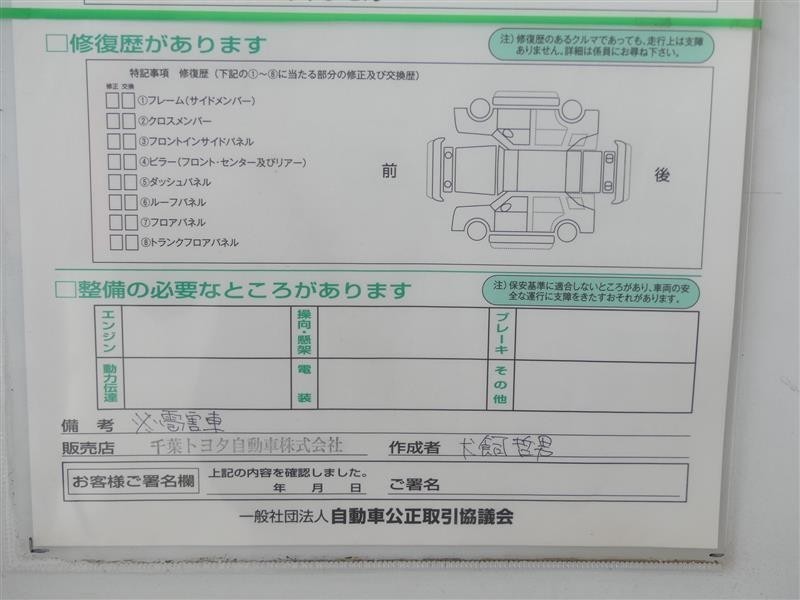 □修復歴があります
注）修復歴のあるクルマであっても、走行上は支障
ありません。詳細は係員にお尋ね下さい。
特記事項 修復歴（下記の①～⑧に当たる部分の修正及び交換歴）
修正 交換
①フレーム（サイドメンバー）
②クロスメンバー
③フロントインサイドパネル
④ピラー（フロント・センター及びリアー）
⑤ダッシュパネル
⑥ルーフパネル
⑦フロアパネル
⑧トランクフロアパネル
前
後
□整備の必要なところがあります
注）保安基準に適合しないところがあり、車両の安
全な運行に支障をきたすおそれがあります。
エンジン
操向・懸架
ブレーキ
動力伝達
電装
その他
備考 ※雹害車
販売店 千葉トヨタ自動車株式会社 作成者 犬飼哲男
お客様ご署名欄
上記の内容を確認しました。
年 月 日
ご署名
一般社団法人 自動車公正取引協議会